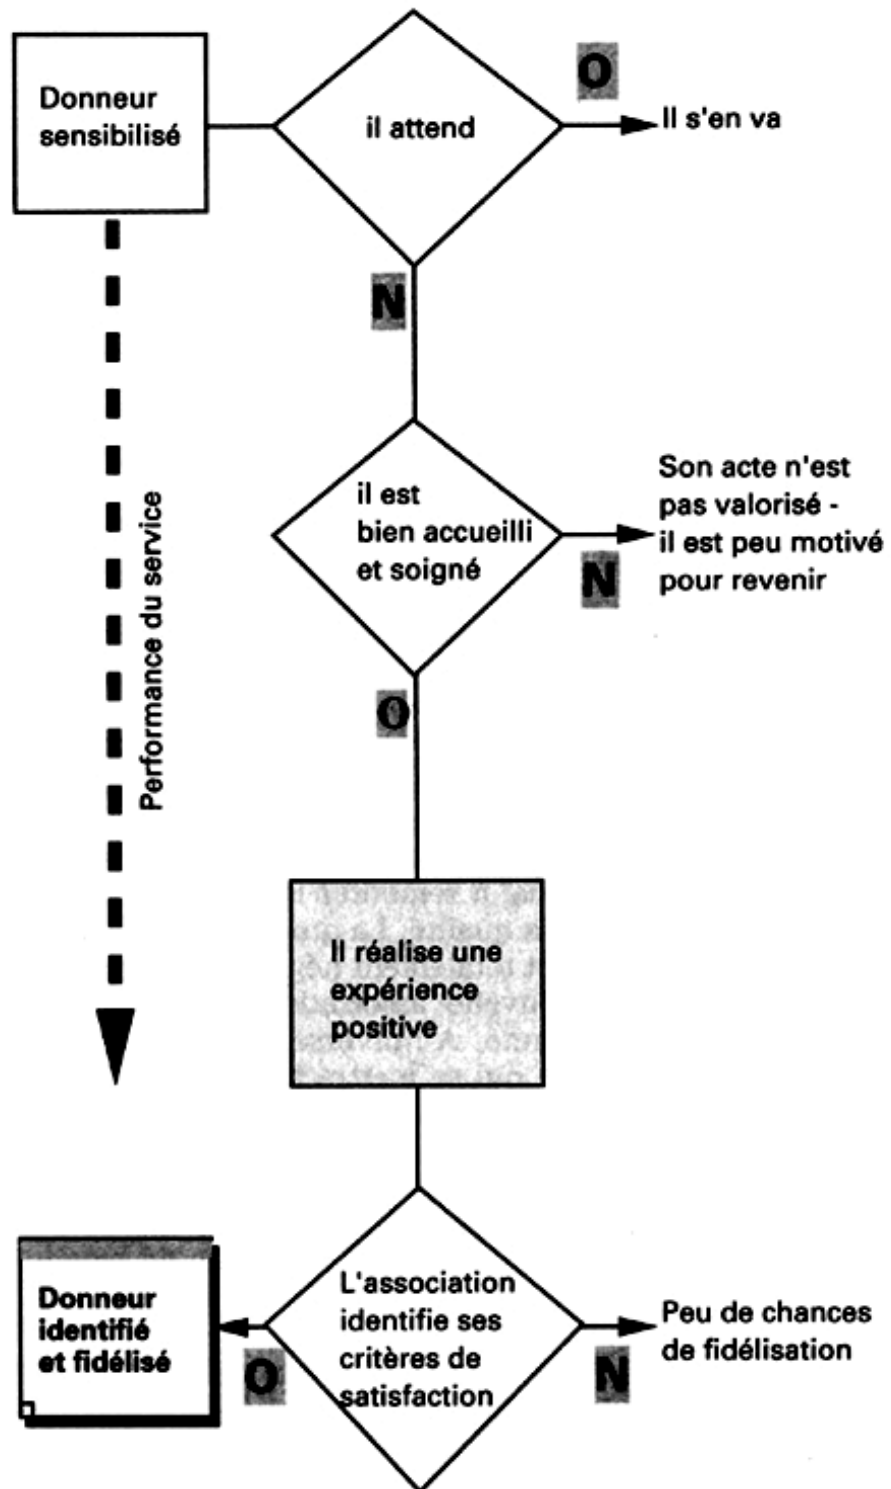 Donneur
sensibilisé
il attend
O
Il s'en va
N
il est
bien accueilli
et soigné
N
Son acte n'est
pas valorisé -
il est peu motivé
pour revenir
O
Performance du service
Il réalise une
expérience
positive
L'association
identifie ses
critères de
satisfaction
O
Donneur
identifié
et fidélisé
N
Peu de chances
de fidélisation